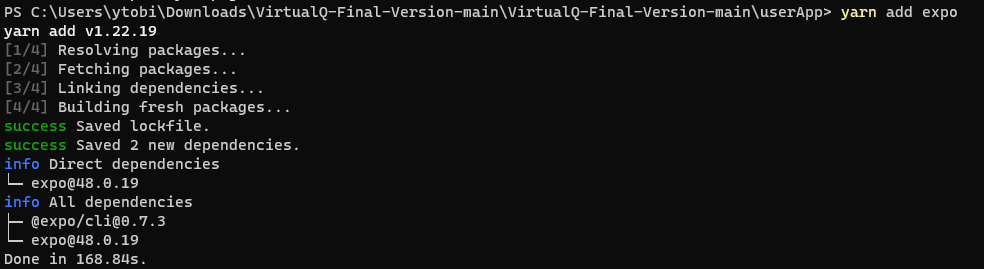 PS C:\Users\ytobi\Downloads\VirtualQ-Final-Version-main\VirtualQ-Final-Version-main\userApp> yarn add expo
yarn add v1.22.19
[1/4] Resolving packages...
[2/4] Fetching packages...
[3/4] Linking dependencies...
[4/4] Building fresh packages...
success Saved lockfile.
success Saved 2 new dependencies.
info Direct dependencies
└─ expo@48.0.19
info All dependencies
├─ @expo/cli@0.7.3
└─ expo@48.0.19
Done in 168.84s.